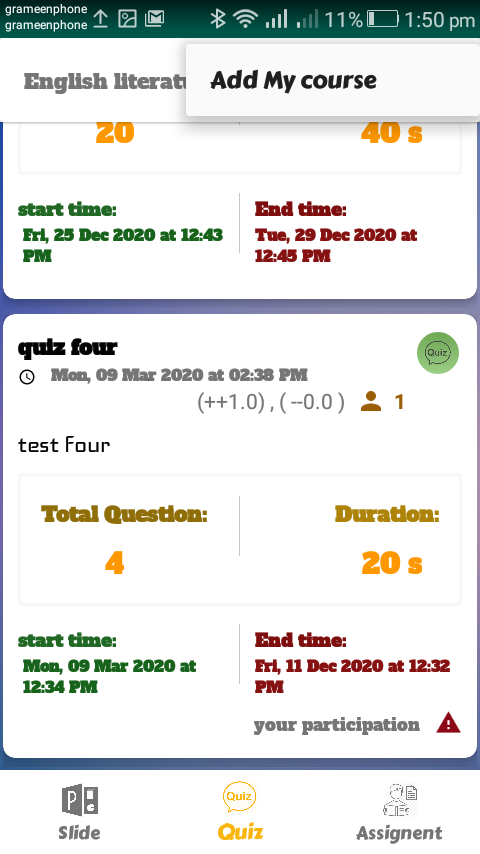 grameenphone
grameenphone
11%
1:50 pm
English literatu
Add My course
20
40 s
start time:
End time:
Fri, 25 Dec 2020 at 12:43
PM
Tue, 29 Dec 2020 at
12:45 PM
quiz four
Quiz
Mon, 09 Mar 2020 at 02:38 PM
(++1.0) , ( --0.0 )
1
test Four
Total Question:
Duration:
4
20 s
start time:
End time:
Mon, 09 Mar 2020 at
12:34 PM
Fri, 11 Dec 2020 at 12:32
PM
your participation
Quiz
Slide
Quiz
Assignent